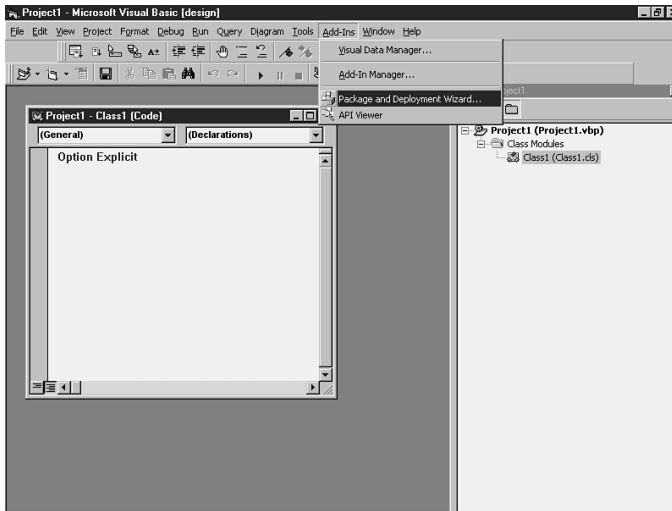 Project1 - Microsoft Visual Basic [design]
File Edit View Project Format Debug Run Query Diagram Tools Add-Ins Window Help
Visual Data Manager...
Add-In Manager...
Package and Deployment Wizard...
API Viewer
Project1 - Class1 (Code)
(General) (Declarations)
Option Explicit
Project1 (Project1.vbp)
Class Modules
Class1 (Class1.cls)